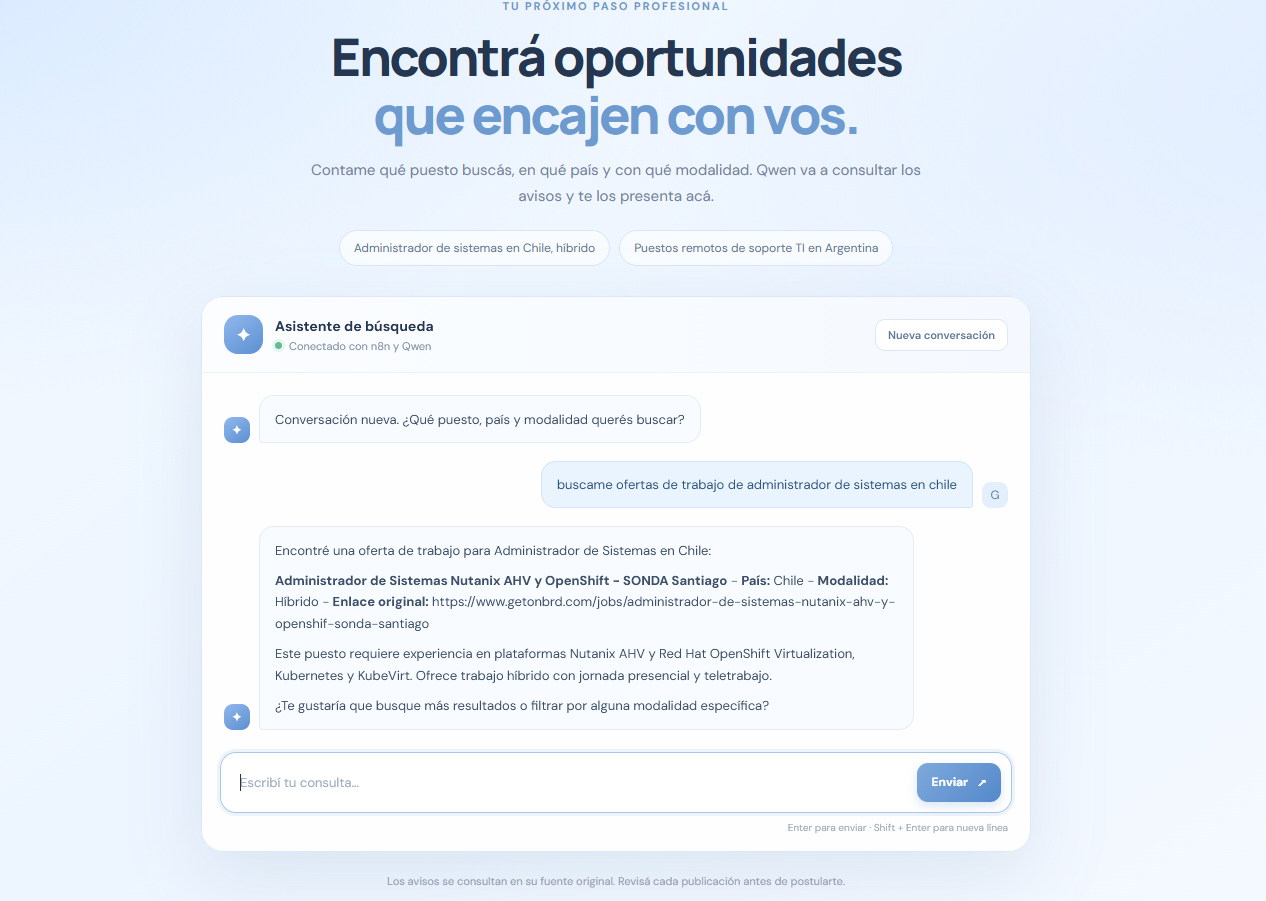 TU PRÓXIMO PASO PROFESIONAL
Encontrá oportunidades
que encajen con vos.
Contame qué puesto buscás, en qué país y con qué modalidad. Qwen va a consultar los
avisos y te los presenta acá.
Administrador de sistemas en Chile, híbrido
Puestos remotos de soporte TI en Argentina
Asistente de búsqueda
Conectado con n8n y Qwen
Nueva conversación
Conversación nueva. ¿Qué puesto, país y modalidad querés buscar?
buscame ofertas de trabajo de administrador de sistemas en chile
G
Encontré una oferta de trabajo para Administrador de Sistemas en Chile:
Administrador de Sistemas Nutanix AHV y OpenShift - SONDA Santiago - País: Chile - Modalidad:
Híbrido - Enlace original: https://www.getonbrd.com/jobs/administrador-de-sistemas-nutanix-ahv-y-
openshif-sonda-santiago
Este puesto requiere experiencia en plataformas Nutanix AHV y Red Hat OpenShift Virtualization,
Kubernetes y KubeVirt. Ofrece trabajo híbrido con jornada presencial y teletrabajo.
¿Te gustaría que busque más resultados o filtrar por alguna modalidad específica?
Escribí tu consulta...
Enviar ↗
Enter para enviar · Shift + Enter para nueva línea
Los avisos se consultan en su fuente original. Revisá cada publicación antes de postularte.